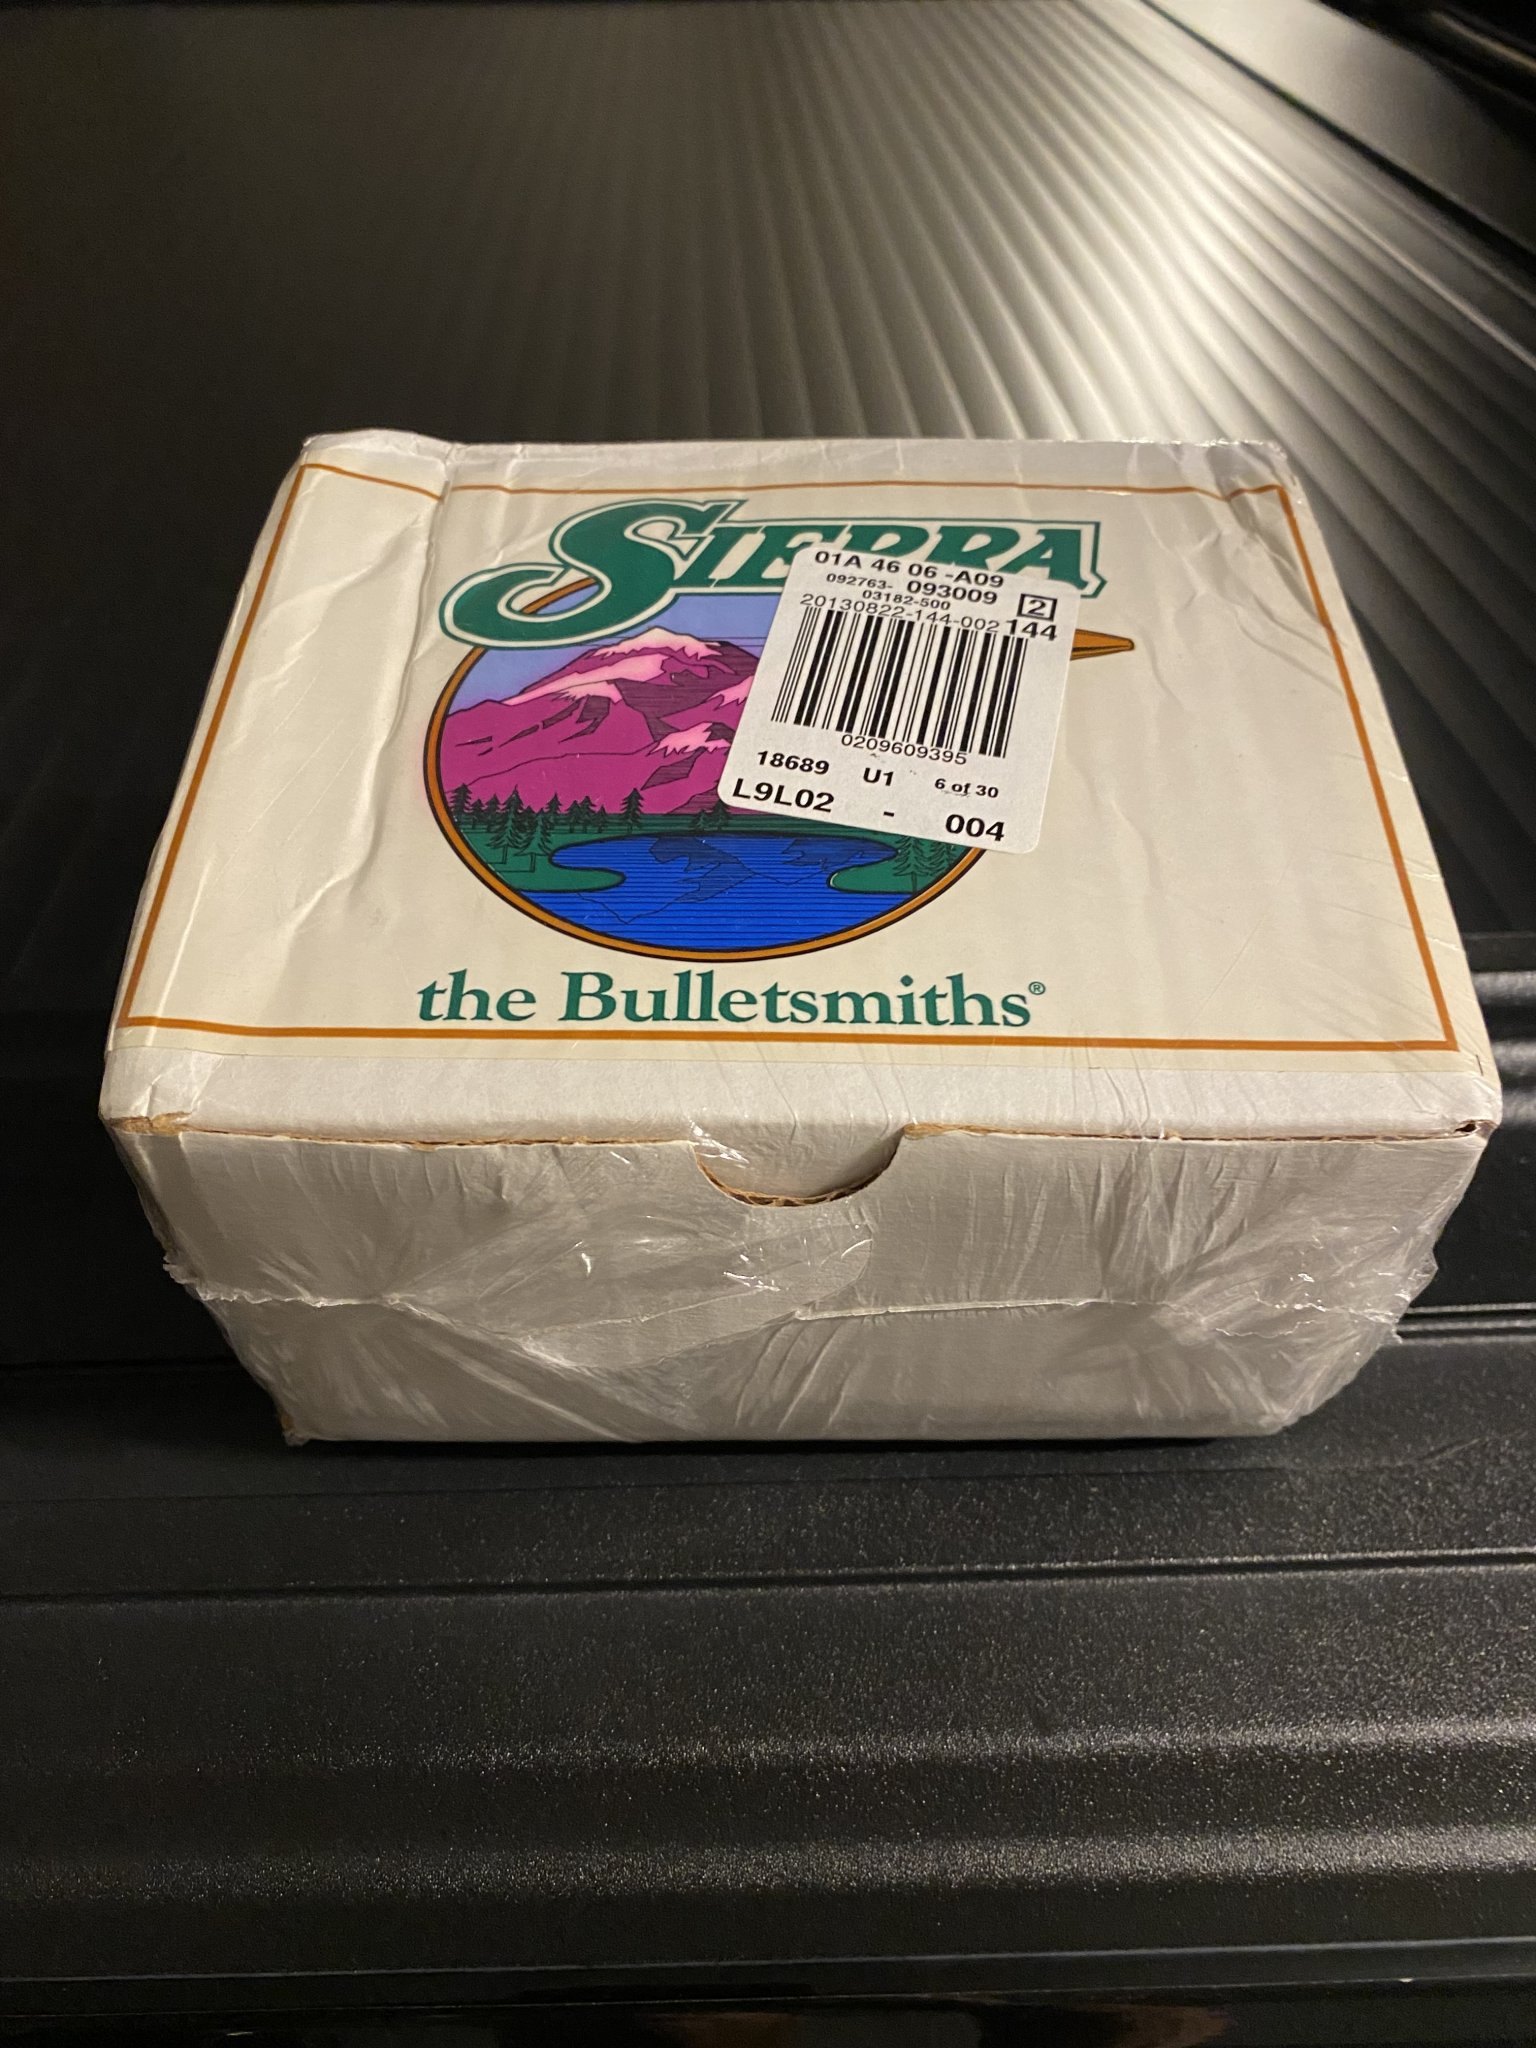 SIERRA
01A 46 06 -A09
092763- 093009
03182-500
2
20130822-144-002 144
0209609395
18689 U1 6 of 30
L9L02 - 004
the Bulletsmiths®